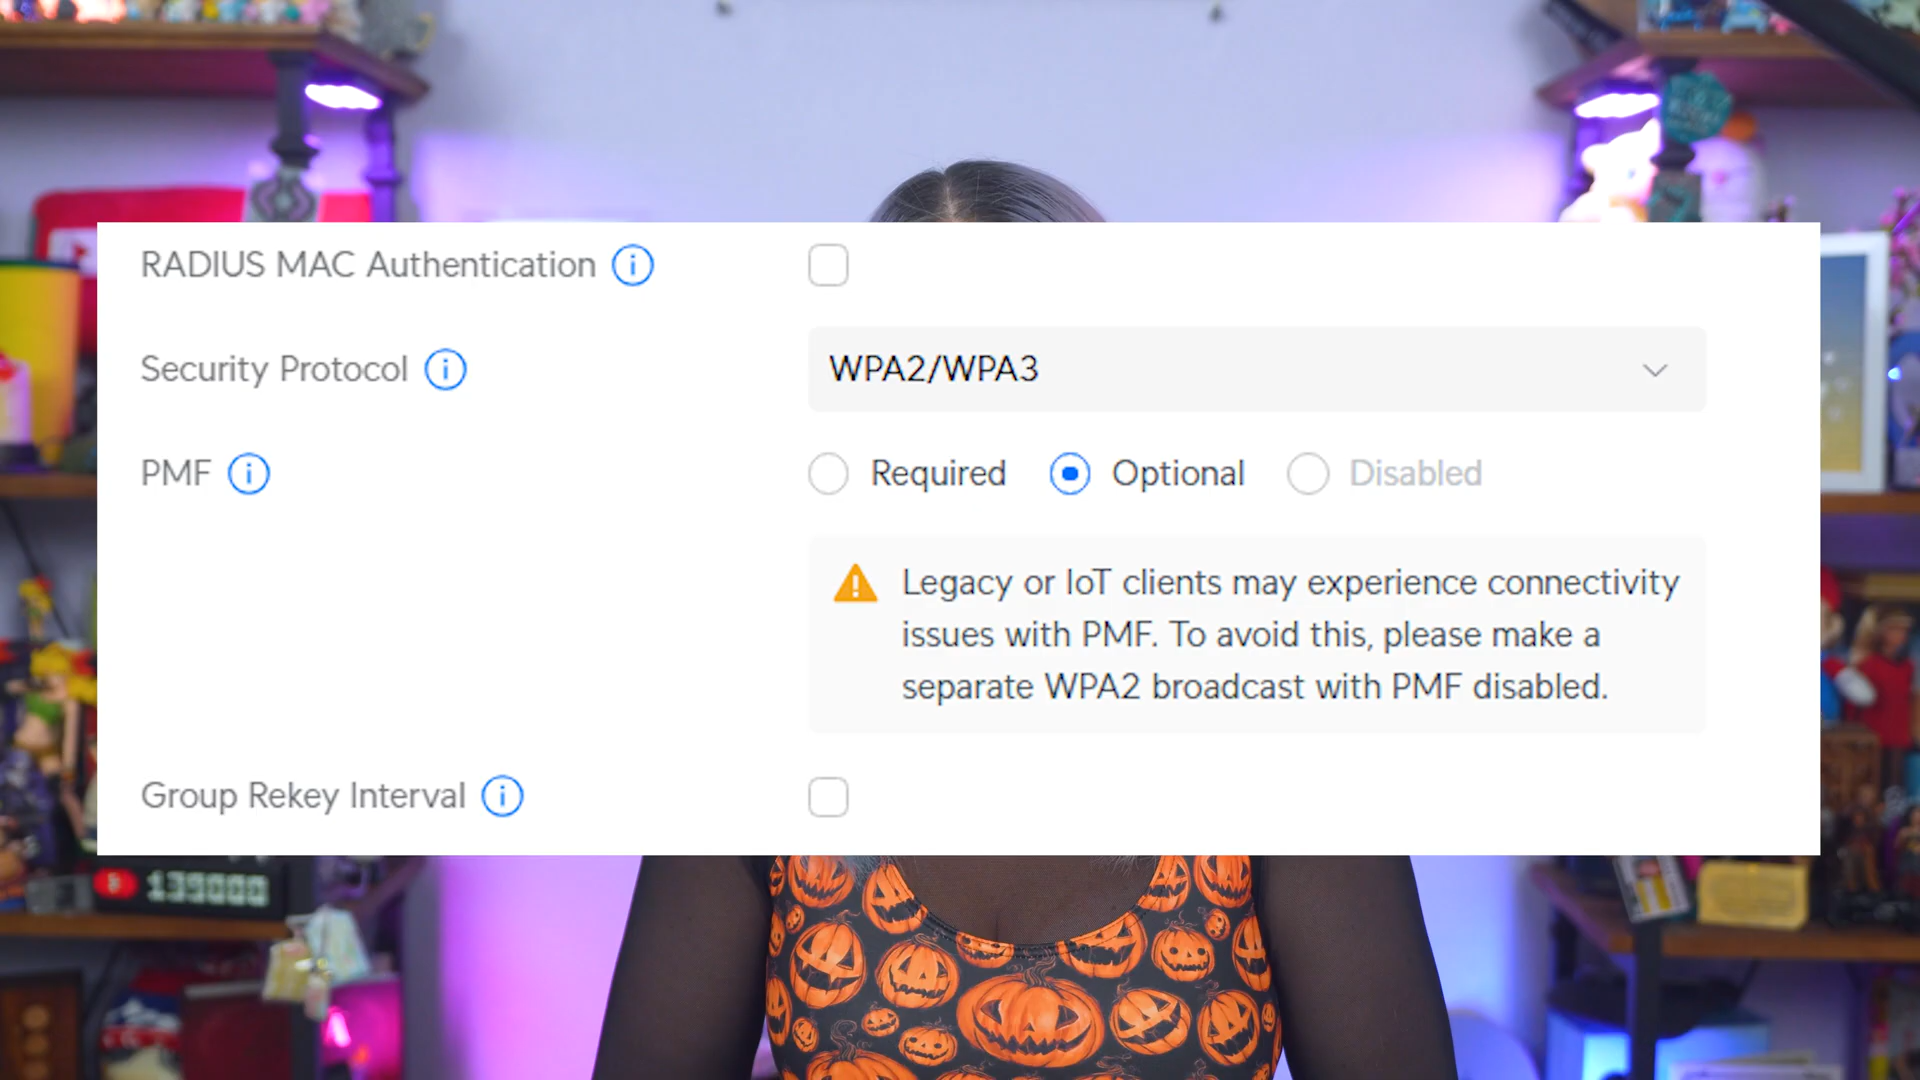 RADIUS MAC Authentication
Security Protocol
WPA2/WPA3
PMF
Required
Optional
Disabled
Legacy or IoT clients may experience connectivity
issues with PMF. To avoid this, please make a
separate WPA2 broadcast with PMF disabled.
Group Rekey Interval